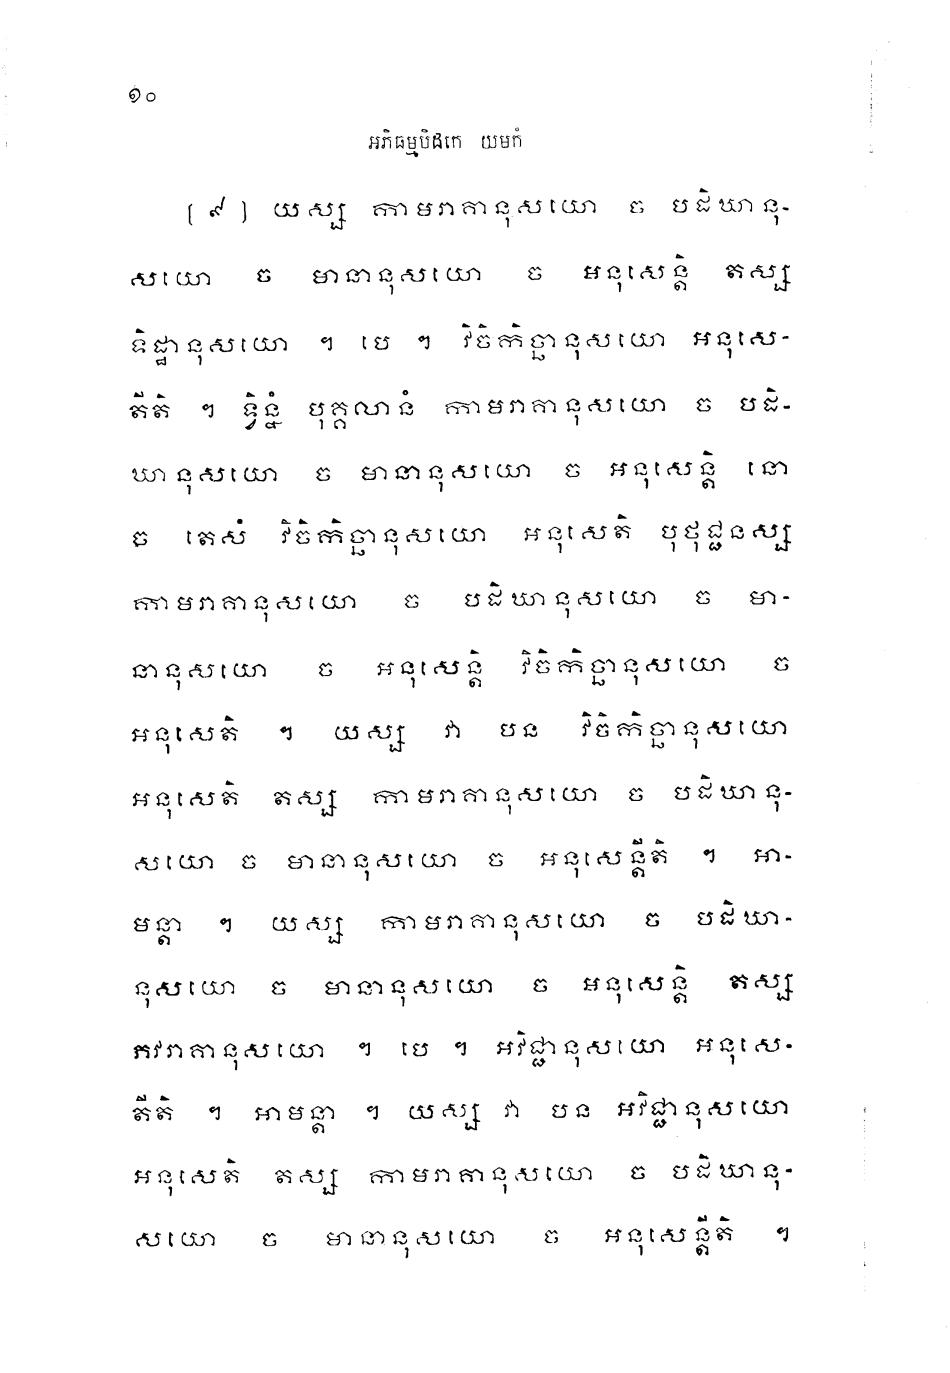 ១០
អភិធម្មបិដកេ យមកំ
[ ៩ ] យស្ស កាមរាគានុសយោ ច បដិឃានុ-
សយោ ច មានានុសយោ ច អនុសេន្តិ តស្ស
ទិដ្ឋានុសយោ ។ បេ ។ វិចិកិច្ឆានុសយោ អនុសេ-
តីតិ ។ ទ្វិន្នំ បុគ្គលានំ កាមរាគានុសយោ ច បដិ-
ឃានុសយោ ច មានានុសយោ ច អនុសេន្តិ នោ
ច តេសំ វិចិកិច្ឆានុសយោ អនុសេតិ បុថុជ្ជនស្ស
កាមរាគានុសយោ ច បដិឃានុសយោ ច មា-
នានុសយោ ច អនុសេន្តិ វិចិកិច្ឆានុសយោ ច
អនុសេតិ ។ យស្ស វា បន វិចិកិច្ឆានុសយោ
អនុសេតិ តស្ស កាមរាគានុសយោ ច បដិឃានុ-
សយោ ច មានានុសយោ ច អនុសេន្តីតិ ។ អា-
មន្តា ។ យស្ស កាមរាគានុសយោ ច បដិឃា-
នុសយោ ច មានានុសយោ ច អនុសេន្តិ តស្ស
ភវរាគានុសយោ ។ បេ ។ អវិជ្ជានុសយោ អនុសេ-
តីតិ ។ អាមន្តា ។ យស្ស វា បន អវិជ្ជានុសយោ
អនុសេតិ តស្ស កាមរាគានុសយោ ច បដិឃានុ-
សយោ ច មានានុសយោ ច អនុសេន្តីតិ ។